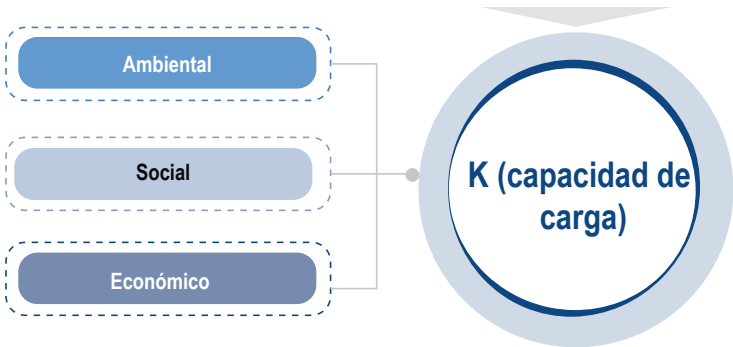 Ambiental
Social
Económico
K (capacidad de
carga)